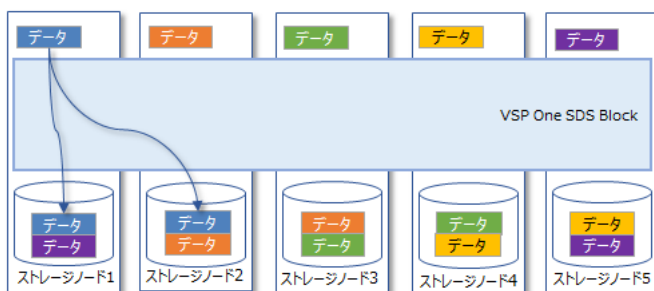 データ
データ
データ
データ
データ
VSP One SDS Block
データ
データ
データ
データ
データ
データ
データ
データ
データ
データ
ストレージノード1
ストレージノード2
ストレージノード3
ストレージノード4
ストレージノード5